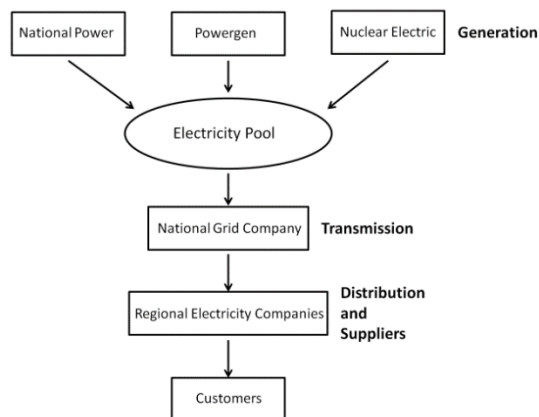 National Power
Powergen
Nuclear Electric
Generation
Electricity Pool
National Grid Company
Transmission
Regional Electricity Companies
Distribution
and
Suppliers
Customers